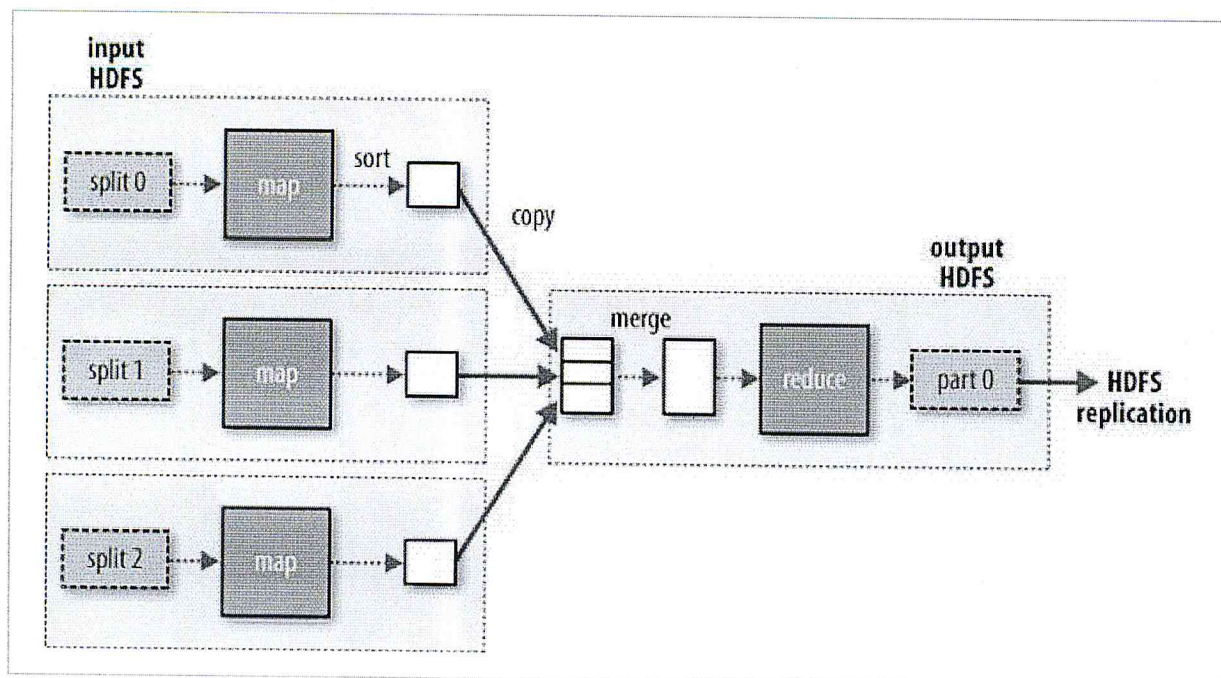 input
HDFS
split 0
map
sort
copy
split 1
map
split 2
map
output
HDFS
merge
reduce
part 0
HDFS
replication